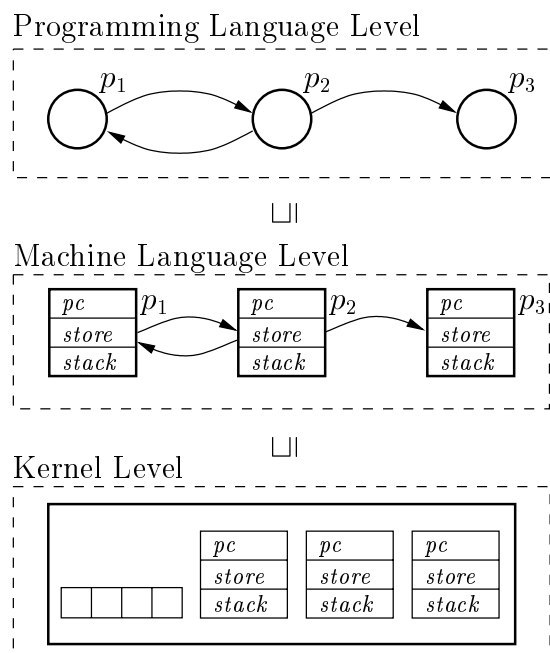 Programming Language Level
p1 p2 p3
⊑
Machine Language Level
pc p1 pc p2 pc p3
store store store
stack stack stack
⊑
Kernel Level
pc pc pc
store store store
stack stack stack